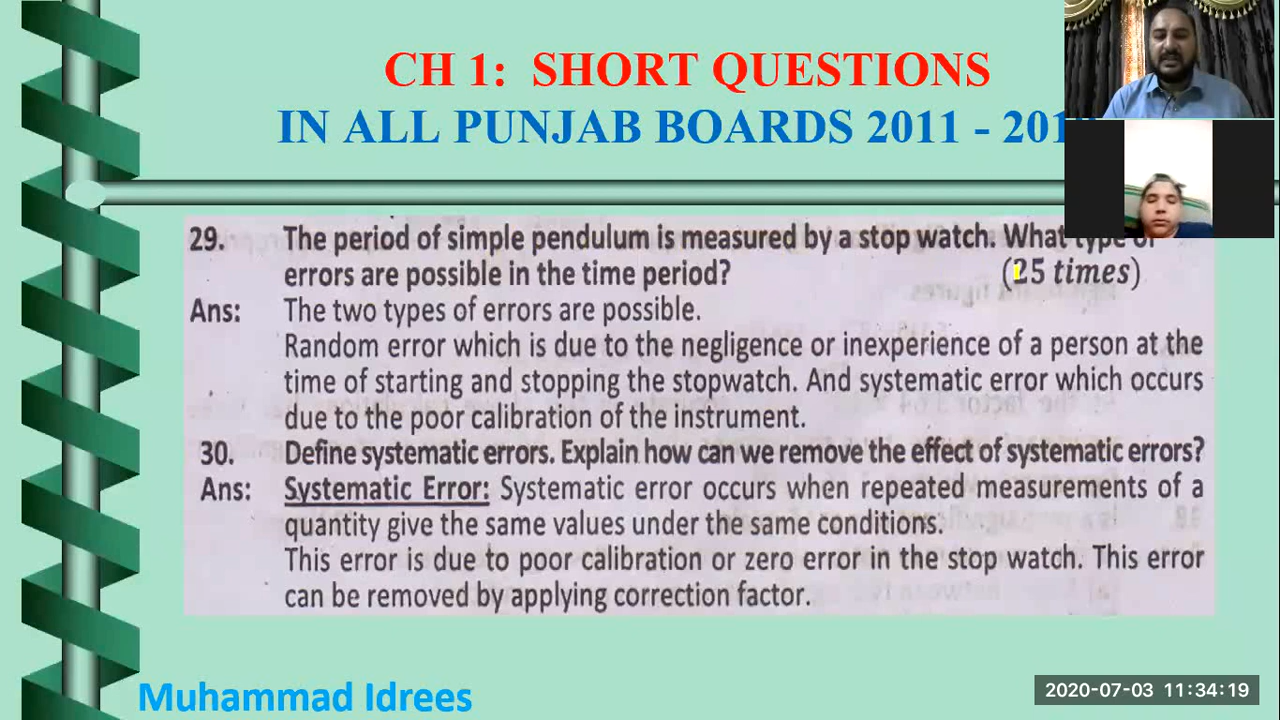 CH 1: SHORT QUESTIONS
IN ALL PUNJAB BOARDS 2011 - 201
29. The period of simple pendulum is measured by a stop watch. What type of
errors are possible in the time period? (25 times)
Ans: The two types of errors are possible.
Random error which is due to the negligence or inexperience of a person at the
time of starting and stopping the stopwatch. And systematic error which occurs
due to the poor calibration of the instrument.
30. Define systematic errors. Explain how can we remove the effect of systematic errors?
Ans: Systematic Error: Systematic error occurs when repeated measurements of a
quantity give the same values under the same conditions.
This error is due to poor calibration or zero error in the stop watch. This error
can be removed by applying correction factor.
Muhammad Idrees
2020-07-03 11:34:19